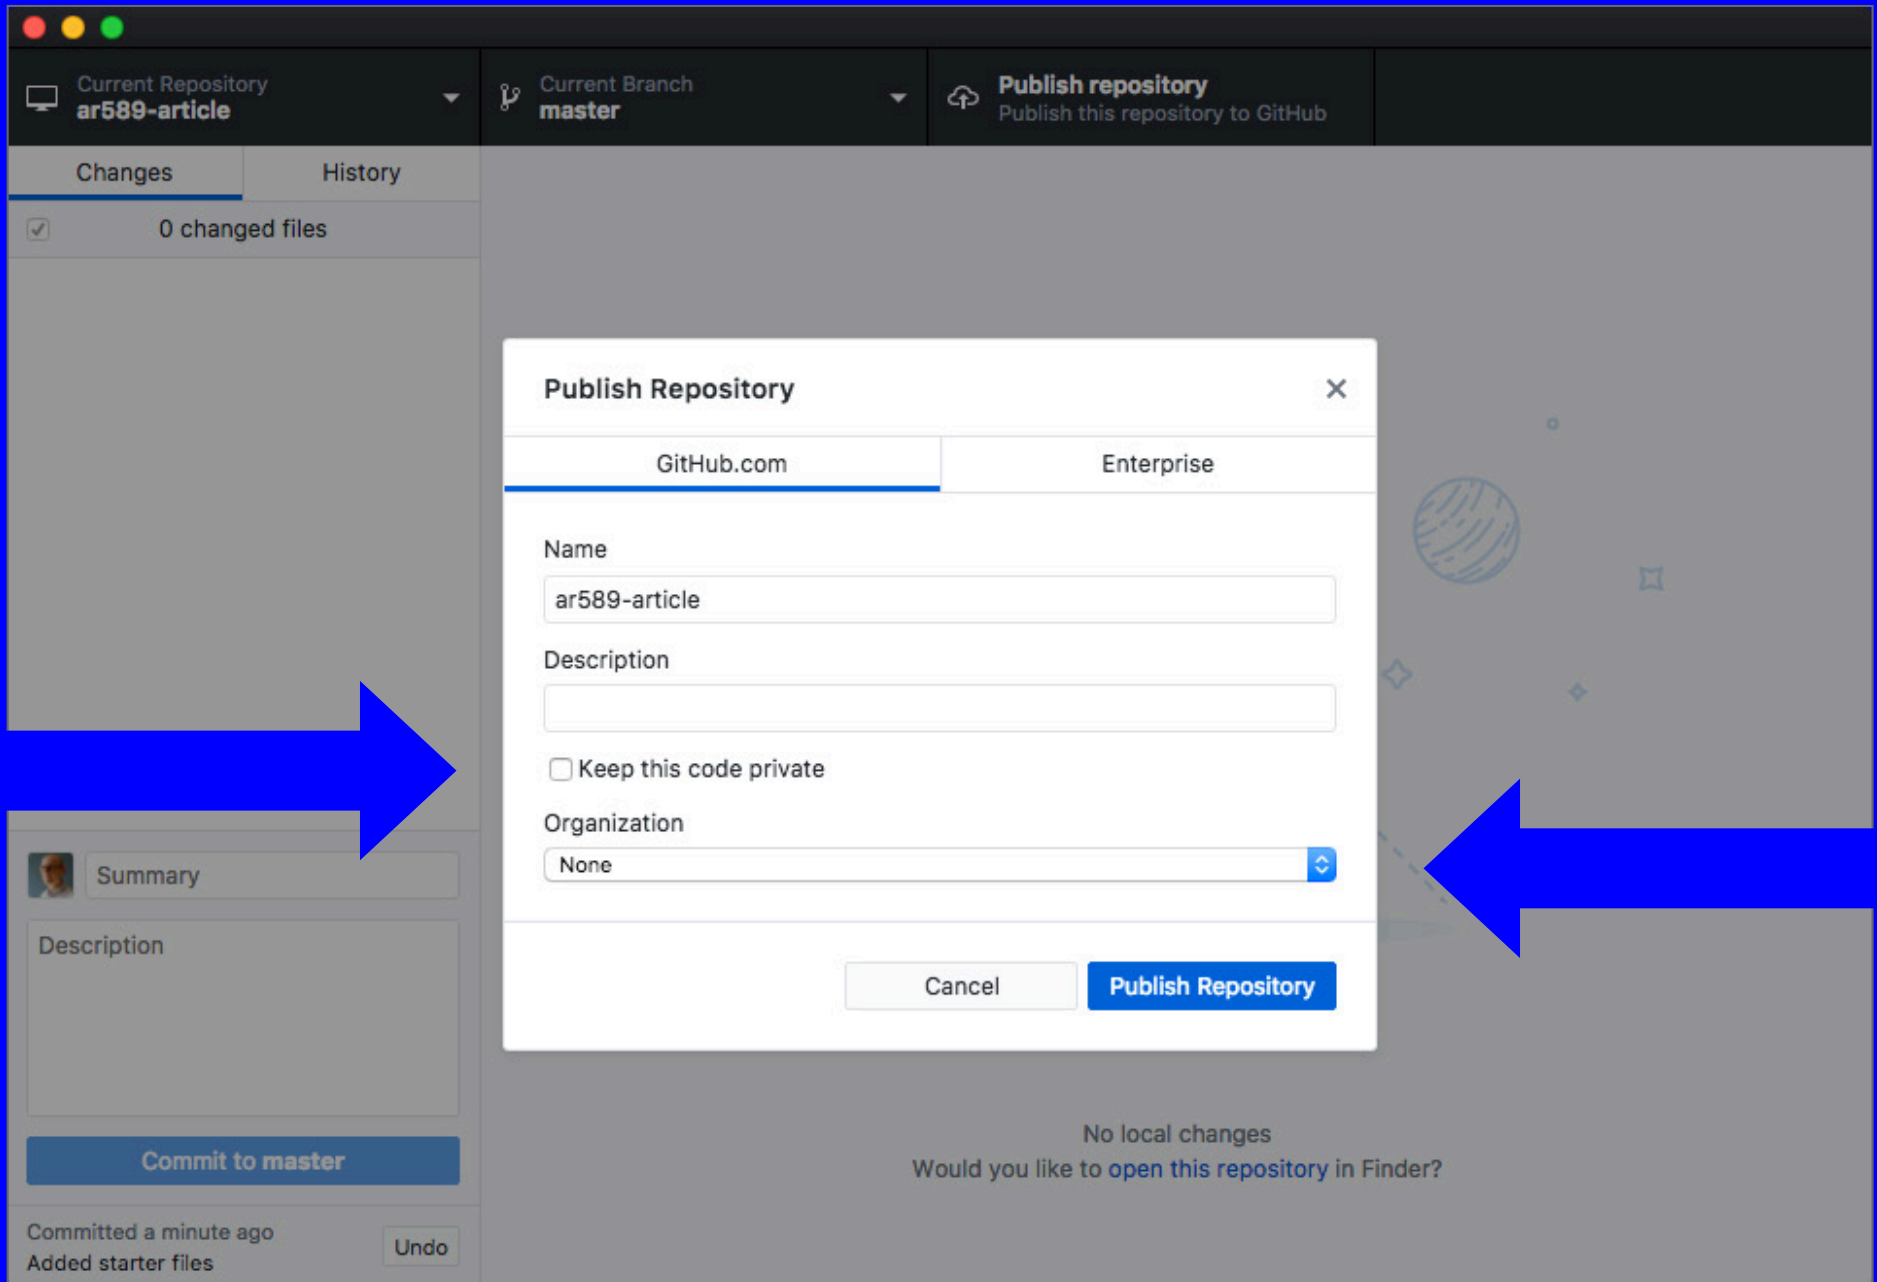 Current Repository
ar589-article
Current Branch
master
Publish repository
Publish this repository to GitHub
Changes
History
0 changed files
Publish Repository
GitHub.com
Enterprise
Name
ar589-article
Description
Keep this code private
Organization
None
Cancel
Publish Repository
Summary
Description
Commit to master
Committed a minute ago
Added starter files
Undo
No local changes
Would you like to open this repository in Finder?